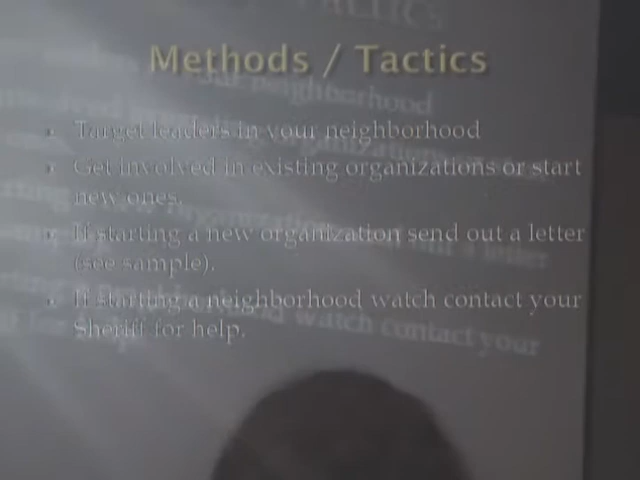 Methods / Tactics
Target leaders in your neighborhood
Get involved in existing organizations or start
new ones.
If starting a new organization send out a letter
(see sample).
If starting a neighborhood watch contact your
Sheriff for help.